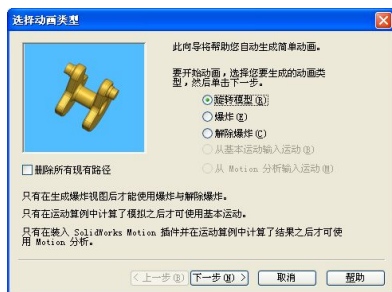 选择动画类型
此向导将帮助您自动生成简单动画。
要开始动画，选择您要生成的动画类
型，然后单击下一步。
旋转模型(R)
爆炸(E)
解除爆炸(C)
从基本运动输入运动(B)
从 Motion 分析输入运动(M)
删除所有现有路径
只有在生成爆炸视图后才能使用爆炸与解除爆炸。
只有在运动算例中计算了模拟之后才可使用基本运动。
只有在装入 SolidWorks Motion 插件并在运动算例中计算了结果之后才可使
用 Motion 分析。
< 上一步(B) 下一步(N) > 取消 帮助